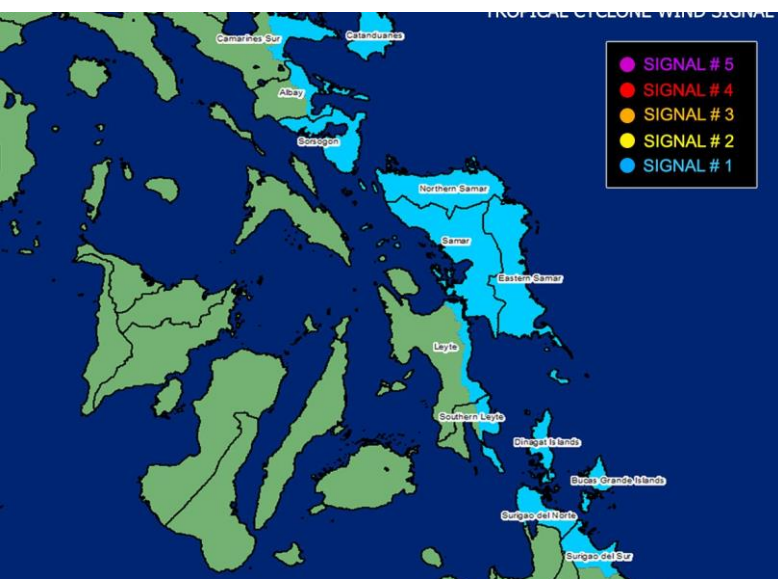 TROPICAL CYCLONE WIND SIGNAL
SIGNAL # 5
SIGNAL # 4
SIGNAL # 3
SIGNAL # 2
SIGNAL # 1
Camarines Sur
Catanduanes
Albay
Sorsogon
Northern Samar
Samar
Eastern Samar
Leyte
Southern Leyte
Dinagat Islands
Bucas Grande Islands
Surigao del Norte
Surigao del Sur